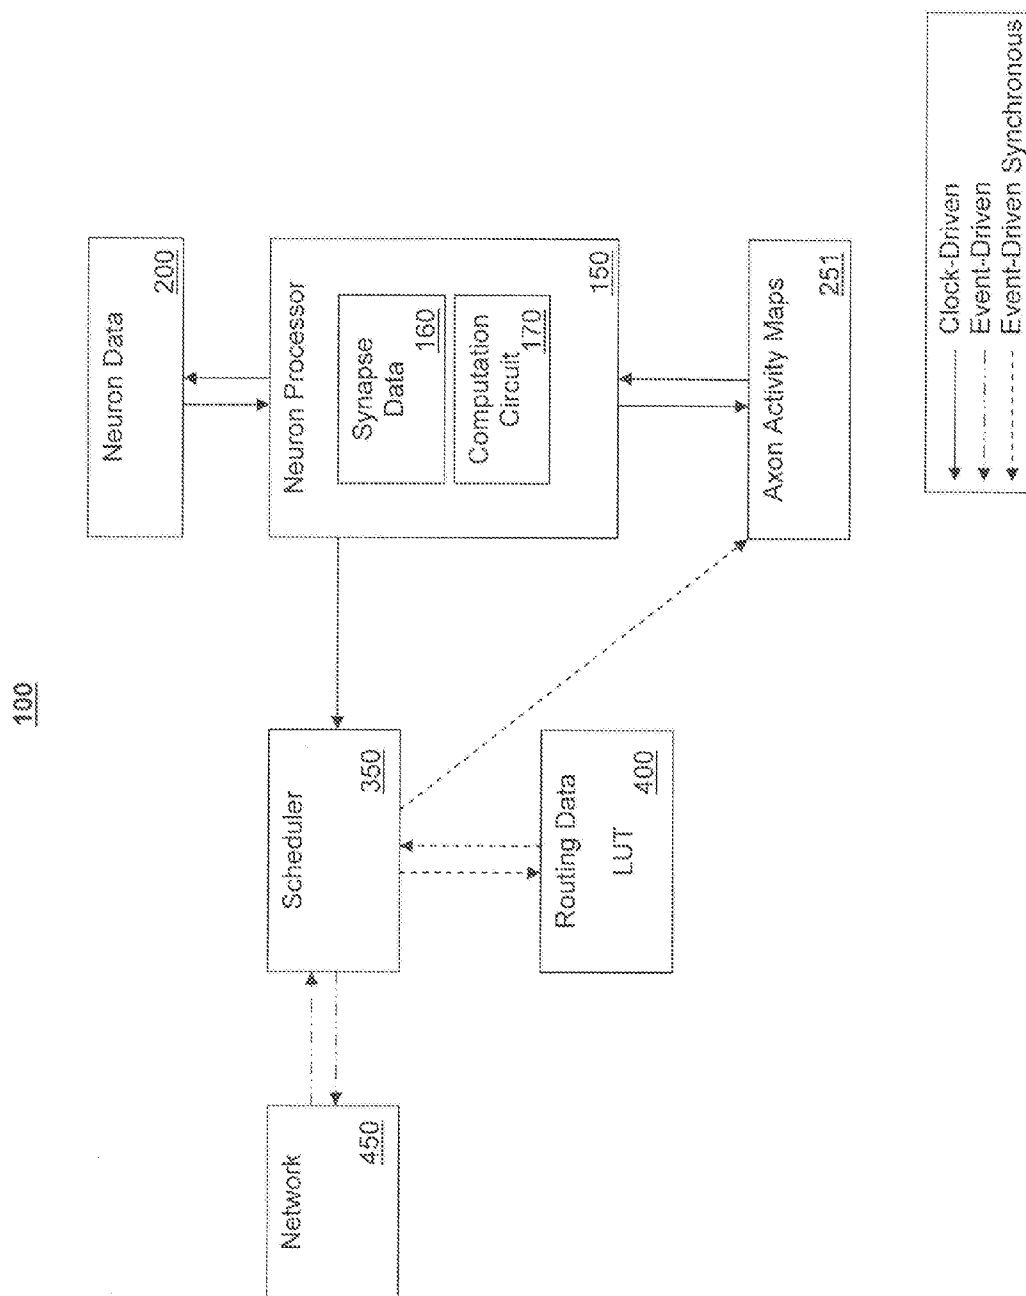 100
Neuron Data
200
Neuron Processor
150
Synapse
Data
160
Computation
Circuit
170
Scheduler
350
Network
450
Routing Data
LUT
400
Axon Activity Maps
251
Clock-Driven
Event-Driven
Event-Driven Synchronous